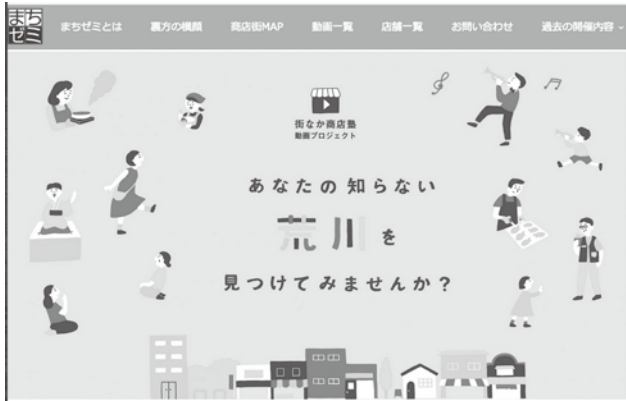 まちゼミ
まちゼミとは 裏方の横顔 商店街MAP 動画一覧 店舗一覧 お問い合わせ 過去の開催内容
街なか商店塾
動画プロジェクト
あなたの知らない
荒川を
見つけてみませんか？